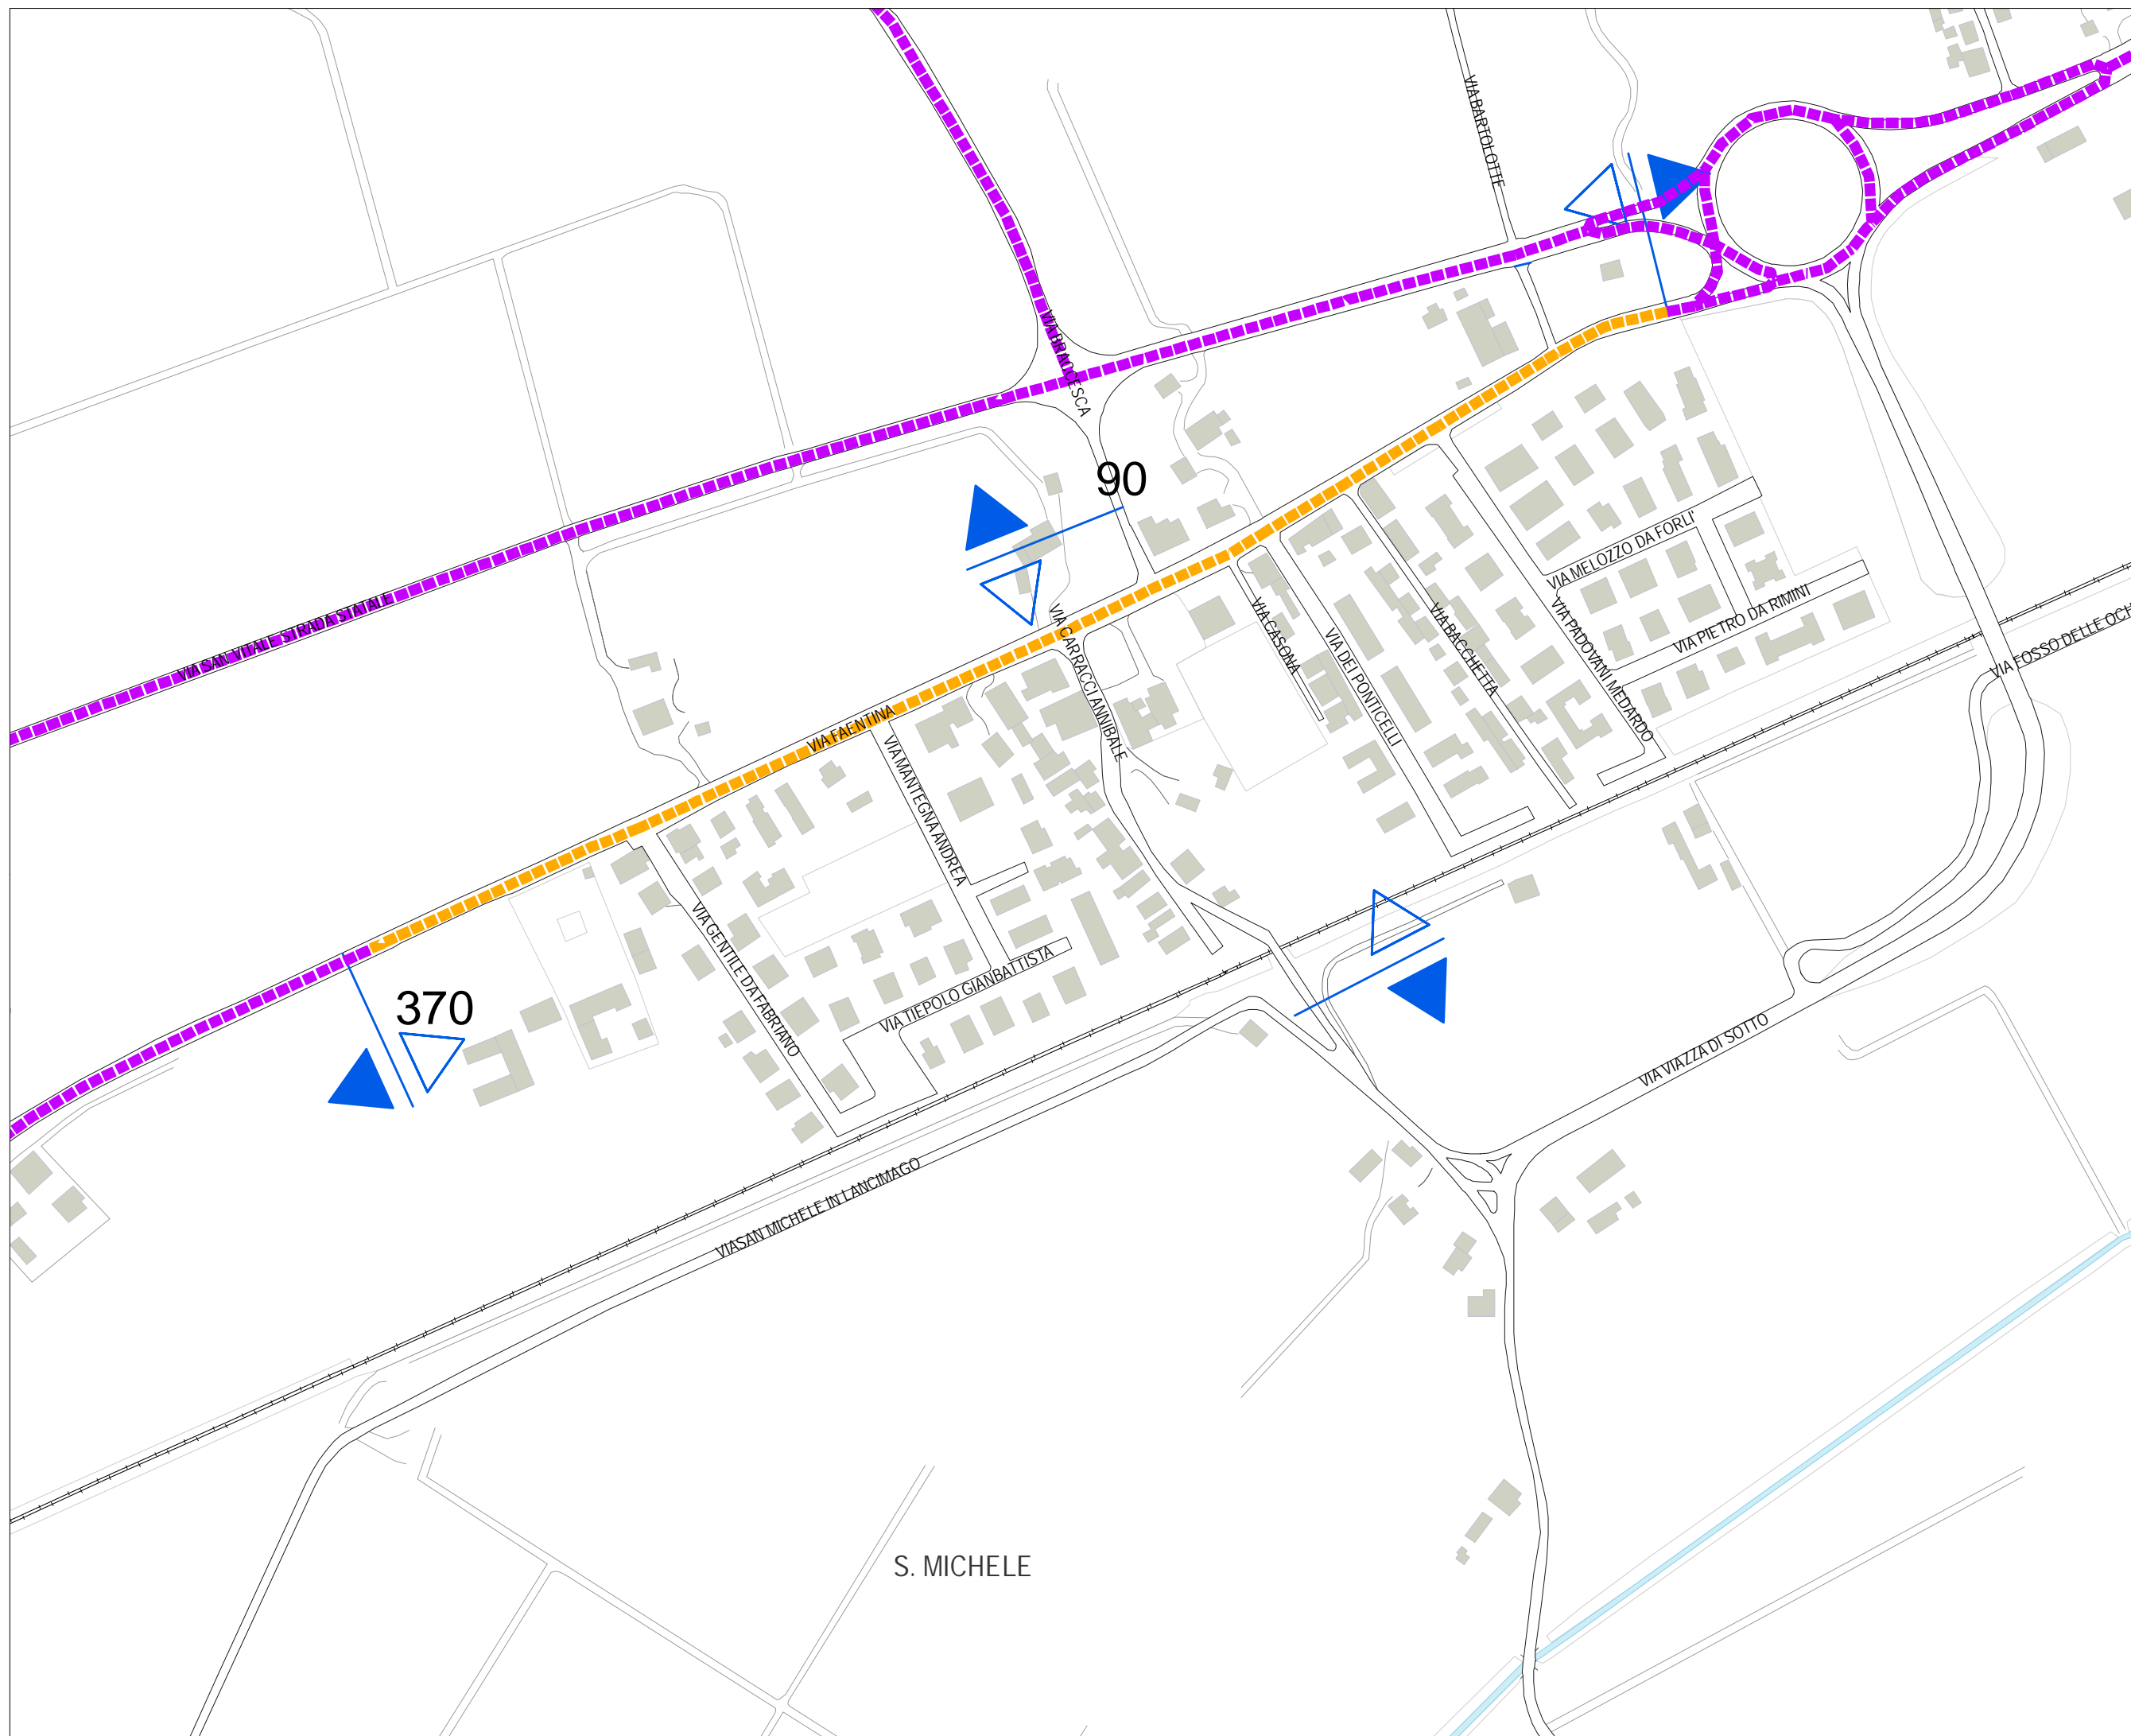 VIA BARTOLOTTE
VIA BRACCESCA
90
VIA SAN VITALE STRADA STATALE
VIA MELOZZO DA FORLI'
VIA PIETRO DA RIMINI
VIA FOSSO DELLE OCH
VIA CASONA
VIA DEI PONTICELLI
VIA BACCHETTA
VIA PADOVANI MEDARDO
VIA CARRACCI ANNIBALE
VIA FAENTINA
VIA MANTEGNA ANDREA
VIA GENTILE DA FABRIANO
VIA TIEPOLO GIANBATTISTA
370
VIA VIAZZA DI SOTTO
VIASAN MICHELE IN LANCIMAGO
S. MICHELE